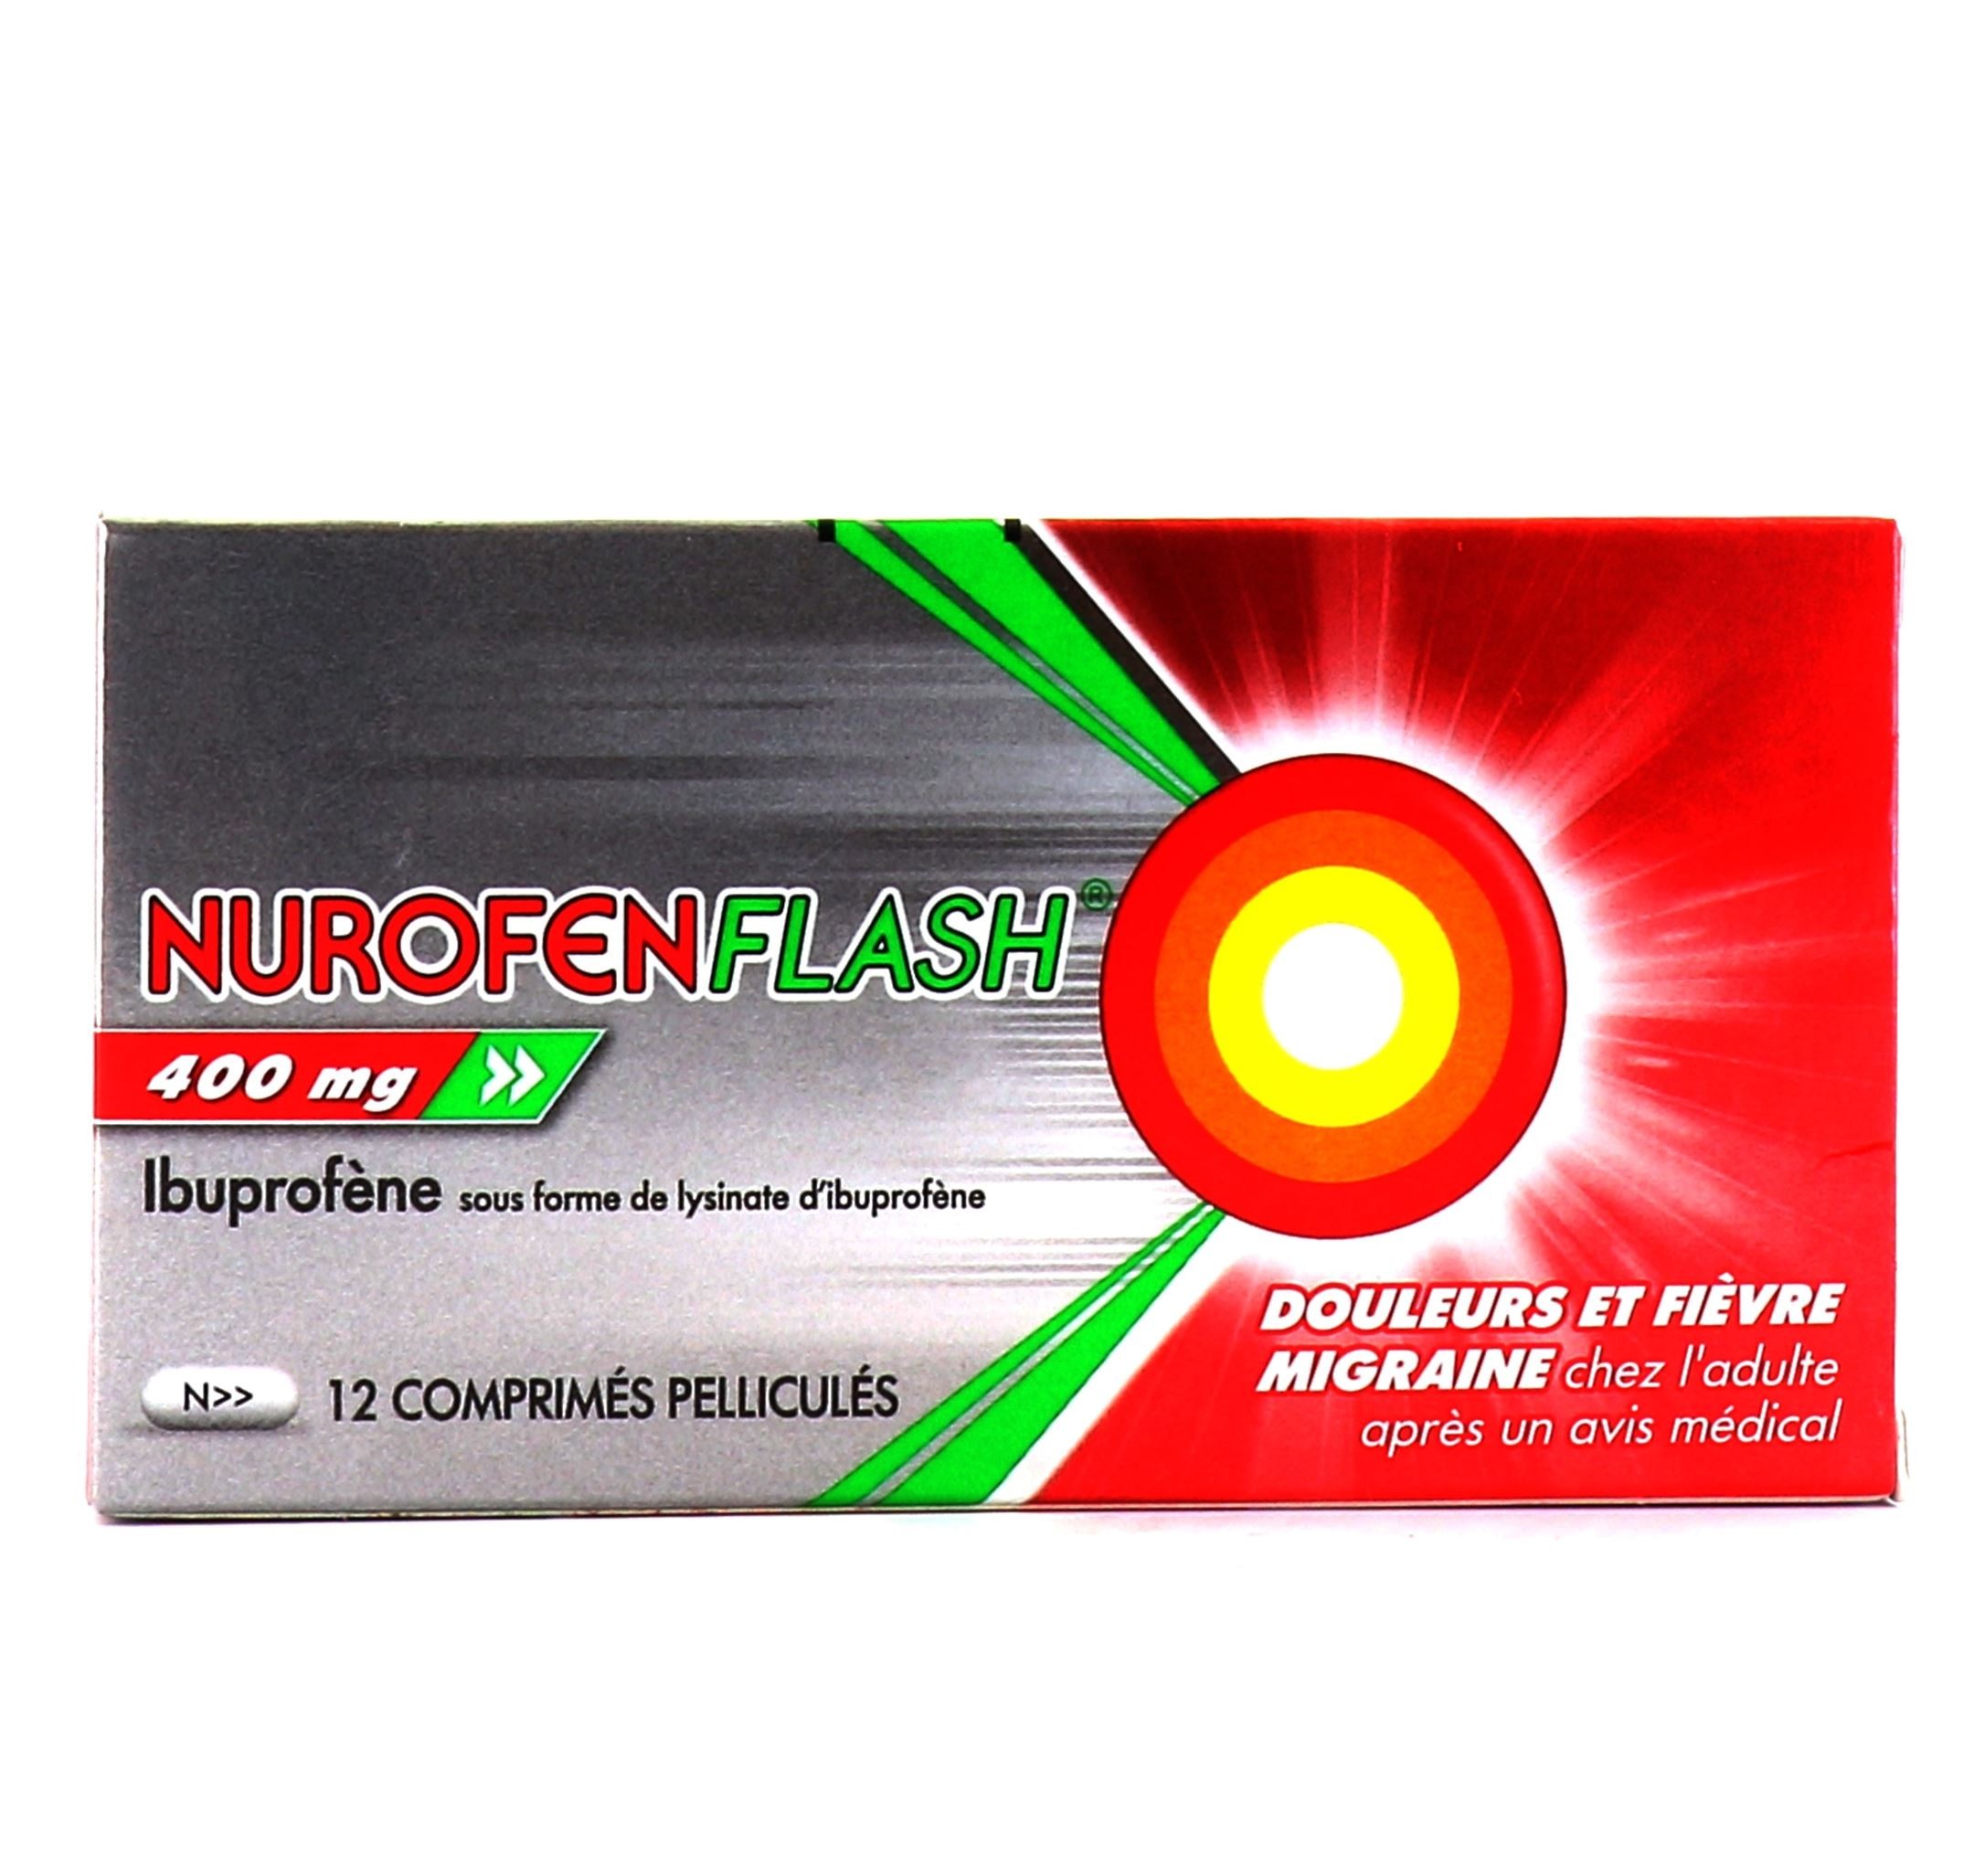 NUROFENFLASH®
400 mg
Ibuprofène sous forme de lysinate d'ibuprofène
N>> 12 COMPRIMÉS PELLICULÉS
DOULEURS ET FIÈVRE
MIGRAINE chez l'adulte
après un avis médical